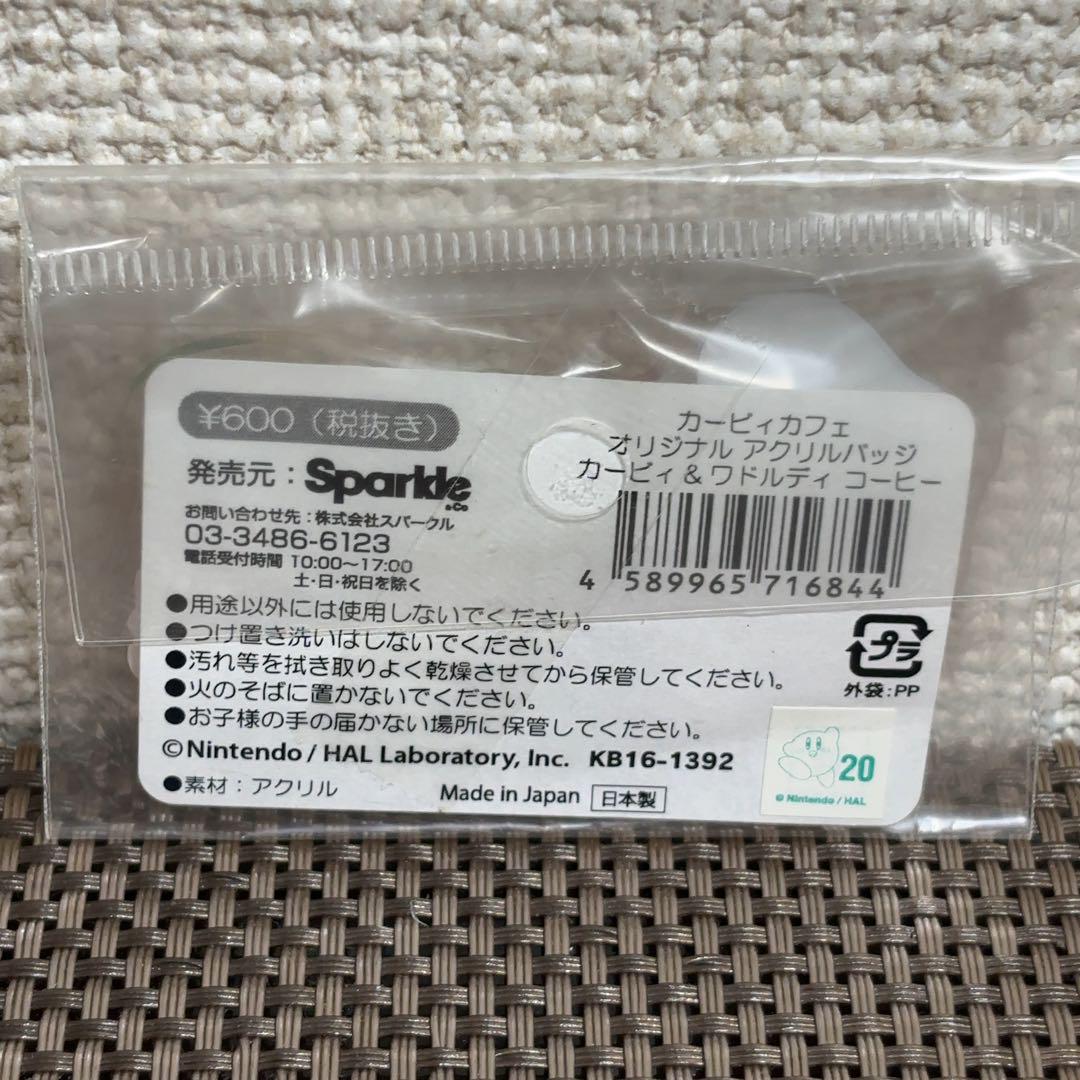 ¥600（税抜き）
発売元：Sparkle &Co
お問い合わせ先：株式会社スパークル
03-3486-6123
電話受付時間 10:00～17:00
土・日・祝日を除く
カービィカフェ
オリジナル アクリルバッジ
カービィ＆ワドルディ コーヒー
4 589965 716844
●用途以外には使用しないでください。
●つけ置き洗いはしないでください。
●汚れ等を拭き取りよく乾燥させてから保管してください。
●火のそばに置かないでください。
●お子様の手の届かない場所に保管してください。
プラ
外袋：PP
©Nintendo / HAL Laboratory, Inc. KB16-1392
●素材：アクリル
Made in Japan 日本製
20
© Nintendo / HAL